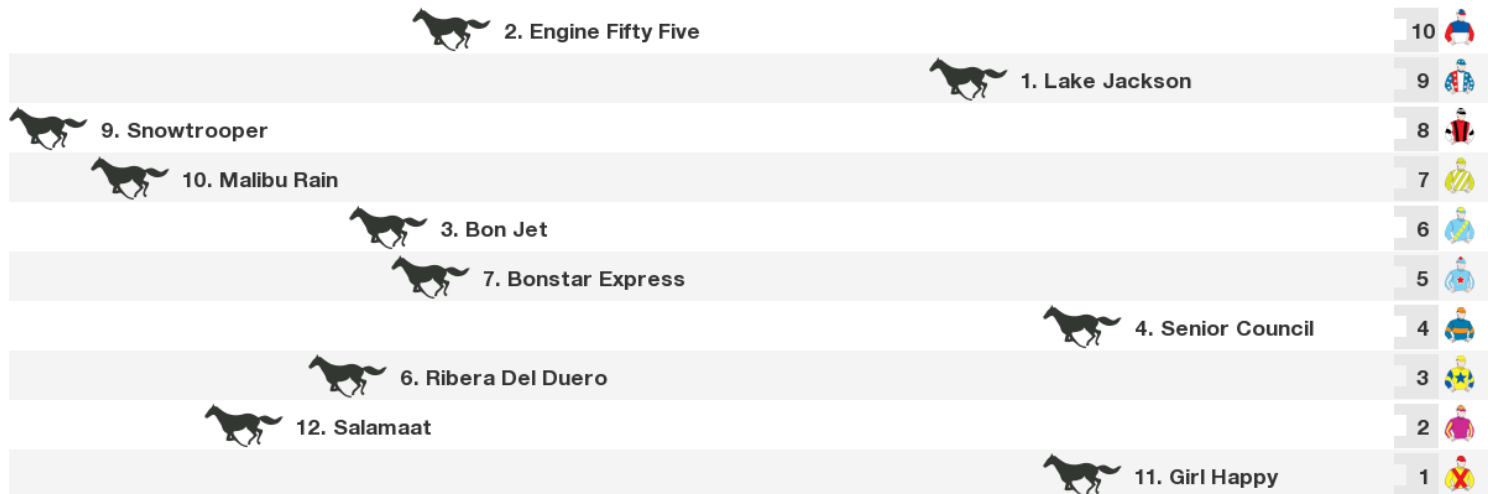 2. Engine Fifty Five 10
1. Lake Jackson 9
9. Snowtrooper 8
10. Malibu Rain 7
3. Bon Jet 6
7. Bonstar Express 5
4. Senior Council 4
6. Ribera Del Duero 3
12. Salamaat 2
11. Girl Happy 1